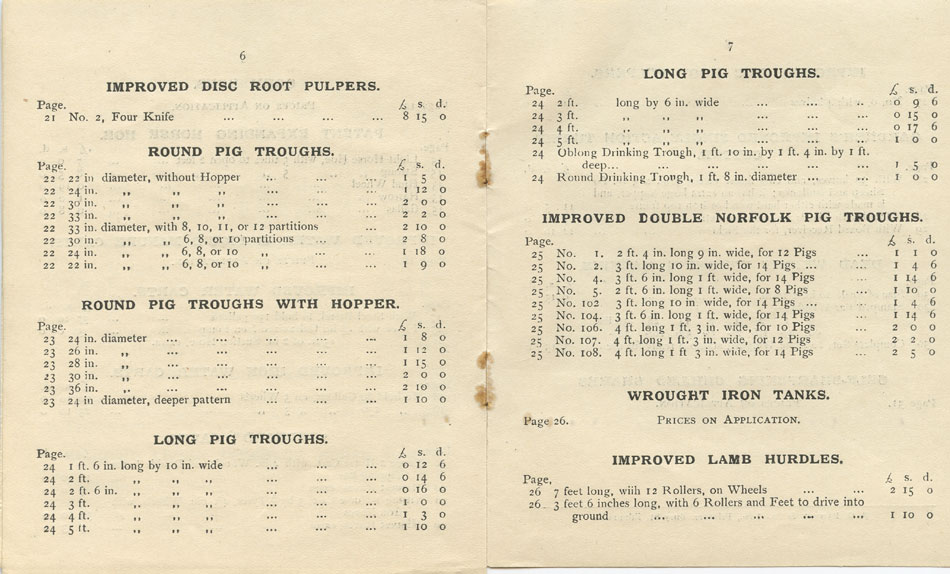 6
IMPROVED DISC ROOT PULPERS.
Page. £ s. d.
21 No. 2, Four Knife ... ... ... ... 8 15 0
ROUND PIG TROUGHS.
Page. £ s. d.
22 22 in diameter, without Hopper ... ... ... 1 5 0
22 24 in. ,, ,, ,, ... ... ... 1 12 0
22 30 in. ,, ,, ,, ... ... ... 2 0 0
22 33 in. ,, ,, ,, ... ... ... 2 2 0
22 33 in. diameter, with 8, 10, 11, or 12 partitions ... 2 10 0
22 30 in. ,, 6, 8, or 10 partitions ... ... 2 8 0
22 24 in. ,, 6, 8, or 10 ,, ... ... 1 18 0
22 22 in. ,, 6, 8, or 10 ,, ... ... 1 9 0
ROUND PIG TROUGHS WITH HOPPER.
Page. £ s. d.
23 24 in. diameter ... ... ... ... ... 1 8 0
23 26 in. ,, ... ... ... ... ... 1 12 0
23 28 in. ,, ... ... ... ... ... 1 15 0
23 30 in. ,, ... ... ... ... ... 2 0 0
23 36 in. ,, ... ... ... ... ... 2 10 0
23 24 in diameter, deeper pattern ... ... ... 1 10 0
LONG PIG TROUGHS.
Page. £ s. d.
24 1 ft. 6 in. long by 10 in. wide ... ... ... 0 12 6
24 2 ft. ,, ,, ,, ... ... ... 0 14 6
24 2 ft. 6 in. ,, ,, ,, ... ... ... 0 16 0
24 3 ft. ,, ,, ,, ... ... ... 1 0 0
24 4 ft. ,, ,, ,, ... ... ... 1 3 0
24 5 ft. ,, ,, ,, ... ... ... 1 10 0
7
LONG PIG TROUGHS.
Page. £ s. d.
24 2 ft. long by 6 in. wide ... ... ... 0 9 6
24 3 ft. ,, ,, ,, ... ... ... 0 15 0
24 4 ft. ,, ,, ,, ... ... ... 0 17 6
24 5 ft. ,, ,, ,, ... ... ... 1 0 0
24 Oblong Drinking Trough, 1 ft. 10 in. by 1 ft. 4 in. by 1 ft.
deep... ... ... ... ... ... 1 5 0
24 Round Drinking Trough, 1 ft. 8 in. diameter ... ... 1 0 0
IMPROVED DOUBLE NORFOLK PIG TROUGHS.
Page. £ s. d.
25 No. 1. 2 ft. 4 in. long 9 in. wide, for 12 Pigs ... 1 1 0
25 No. 2. 3 ft. long 10 in. wide, for 14 Pigs ... ... 1 4 6
25 No. 4. 3 ft. 6 in. long 1 ft. wide, for 14 Pigs ... 1 14 6
25 No. 5. 2 ft. 6 in. long 1 ft. wide, for 8 Pigs ... 1 10 0
25 No. 102 3 ft. long 10 in. wide, for 14 Pigs ... ... 1 4 6
25 No. 104. 3 ft. 6 in. long 1 ft. wide, for 14 Pigs ... 1 14 6
25 No. 106. 4 ft. long 1 ft. 3 in. wide, for 10 Pigs ... 2 0 0
25 No. 107. 4 ft. long 1 ft. 3 in. wide, for 12 Pigs ... 2 2 0
25 No. 108. 4 ft. long 1 ft 3 in. wide, for 14 Pigs ... 2 5 0
WROUGHT IRON TANKS.
Page 26. PRICES ON APPLICATION.
IMPROVED LAMB HURDLES.
Page, £ s. d.
26 7 feet long, with 12 Rollers, on Wheels ... ... 2 15 0
26 3 feet 6 inches long, with 6 Rollers and Feet to drive into
ground ... ... ... ... ... 1 10 0